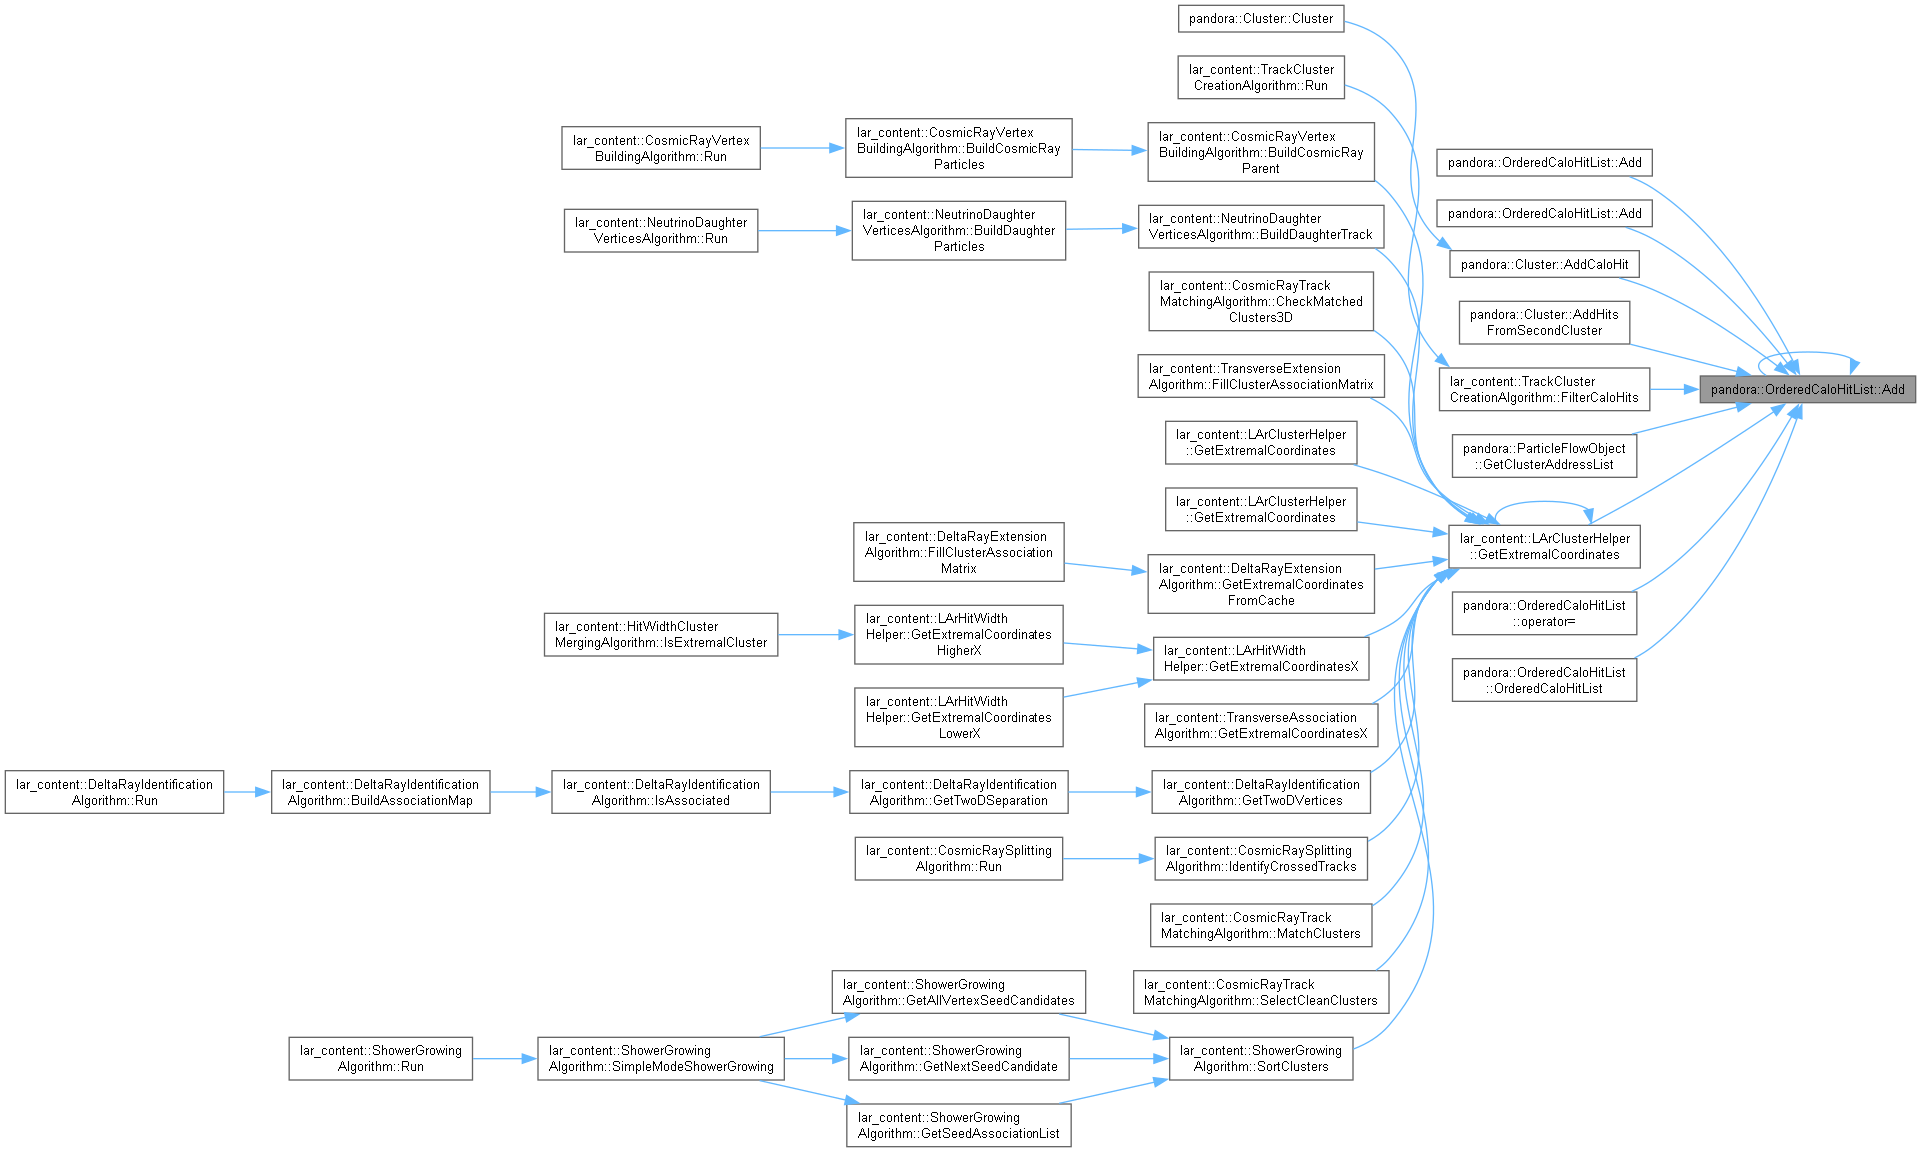 pandora::Cluster::Cluster
lar_content::TrackCluster
CreationAlgorithm::Run
lar_content::CosmicRayVertex
BuildingAlgorithm::Run
lar_content::CosmicRayVertex
BuildingAlgorithm::BuildCosmicRay
Particles
lar_content::CosmicRayVertex
BuildingAlgorithm::BuildCosmicRay
Parent
pandora::OrderedCaloHitList::Add
lar_content::NeutrinoDaughter
VerticesAlgorithm::Run
lar_content::NeutrinoDaughter
VerticesAlgorithm::BuildDaughter
Particles
lar_content::NeutrinoDaughter
VerticesAlgorithm::BuildDaughterTrack
pandora::OrderedCaloHitList::Add
pandora::Cluster::AddCaloHit
lar_content::CosmicRayTrack
MatchingAlgorithm::CheckMatched
Clusters3D
pandora::Cluster::AddHits
FromSecondCluster
lar_content::TransverseExtension
Algorithm::FillClusterAssociationMatrix
lar_content::TrackCluster
CreationAlgorithm::FilterCaloHits
pandora::OrderedCaloHitList::Add
lar_content::LArClusterHelper
::GetExtremalCoordinates
pandora::ParticleFlowObject
::GetClusterAddressList
lar_content::LArClusterHelper
::GetExtremalCoordinates
lar_content::LArClusterHelper
::GetExtremalCoordinates
lar_content::DeltaRayExtension
Algorithm::FillClusterAssociation
Matrix
lar_content::DeltaRayExtension
Algorithm::GetExtremalCoordinates
FromCache
pandora::OrderedCaloHitList
::operator=
lar_content::HitWidthCluster
MergingAlgorithm::IsExtremalCluster
lar_content::LArHitWidth
Helper::GetExtremalCoordinates
HigherX
lar_content::LArHitWidth
Helper::GetExtremalCoordinatesX
pandora::OrderedCaloHitList
::OrderedCaloHitList
lar_content::LArHitWidth
Helper::GetExtremalCoordinates
LowerX
lar_content::TransverseAssociation
Algorithm::GetExtremalCoordinatesX
lar_content::DeltaRayIdentification
Algorithm::Run
lar_content::DeltaRayIdentification
Algorithm::BuildAssociationMap
lar_content::DeltaRayIdentification
Algorithm::IsAssociated
lar_content::DeltaRayIdentification
Algorithm::GetTwoDSeparation
lar_content::DeltaRayIdentification
Algorithm::GetTwoDVertices
lar_content::CosmicRaySplitting
Algorithm::Run
lar_content::CosmicRaySplitting
Algorithm::IdentifyCrossedTracks
lar_content::CosmicRayTrack
MatchingAlgorithm::MatchClusters
lar_content::CosmicRayTrack
MatchingAlgorithm::SelectCleanClusters
lar_content::ShowerGrowing
Algorithm::GetAllVertexSeedCandidates
lar_content::ShowerGrowing
Algorithm::Run
lar_content::ShowerGrowing
Algorithm::SimpleModeShowerGrowing
lar_content::ShowerGrowing
Algorithm::GetNextSeedCandidate
lar_content::ShowerGrowing
Algorithm::SortClusters
lar_content::ShowerGrowing
Algorithm::GetSeedAssociationList